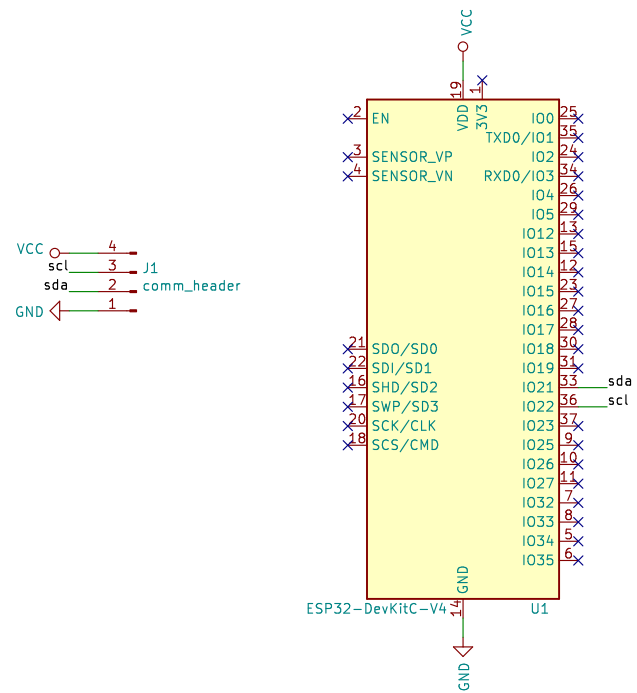 VCC
19
1
VDD
3V3
2 EN IO0 25
TXD0/IO1 35
3 SENSOR_VP IO2 24
4 SENSOR_VN RXD0/IO3 34
IO4 26
IO5 29
IO12 13
IO13 15
IO14 12
IO15 23
IO16 27
IO17 28
21 SDO/SD0 IO18 30
22 SDI/SD1 IO19 31
16 SHD/SD2 IO21 33 sda
17 SWP/SD3 IO22 36 scl
20 SCK/CLK IO23 37
18 SCS/CMD IO25 9
IO26 10
IO27 11
IO32 7
IO33 8
IO34 5
IO35 6
GND
14
ESP32-DevKitC-V4
U1
GND
VCC 4
scl 3
J1
sda 2
comm_header
GND 1